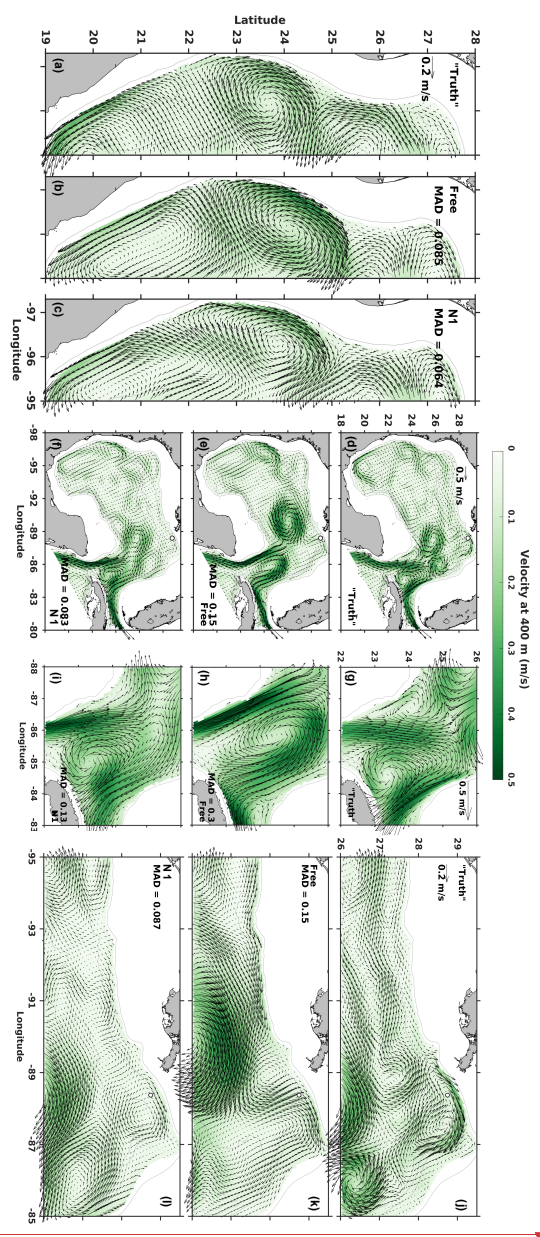 Latitude
19 20 21 22 23 24 25 26 27 28
"Truth"
0.2 m/s
(a)
Free
MAD = 0.085
(b)
N1
MAD = 0.064
(c)
-97 -96 -95
Longitude
0 0.1 0.2 0.3 0.4 0.5
Velocity at 400 m (m/s)
18 20 22 24 26 28
0.5 m/s
(d)
"Truth"
(e)
MAD = 0.15
Free
(f)
MAD = 0.083
N1
-98 -95 -92 -89 -86 -83 -80
Longitude
22 23 24 25 26
(g)
0.5 m/s
"Truth"
(h)
MAD = 0.3
Free
(i)
MAD = 0.13
N1
-88 -87 -86 -85 -84 -83
Longitude
26 27 28 29
"Truth"
0.2 m/s
(j)
Free
MAD = 0.15
(k)
N1
MAD = 0.087
(l)
-95 -93 -91 -89 -87 -85
Longitude